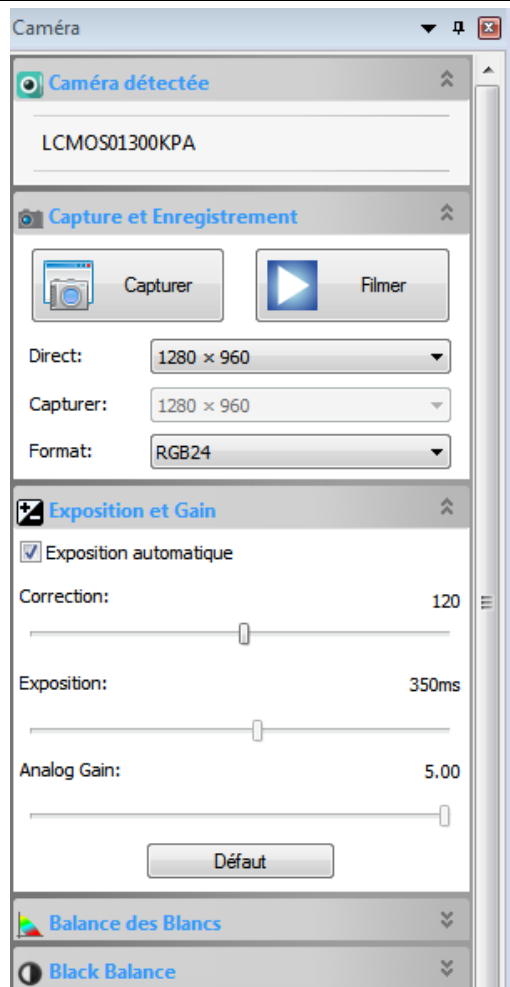 Caméra
Caméra détectée
LCMOS01300KPA
Capture et Enregistrement
Capturer Filmer
Direct: 1280 × 960
Capturer: 1280 × 960
Format: RGB24
Exposition et Gain
Exposition automatique
Correction: 120
Exposition: 350ms
Analog Gain: 5.00
Défaut
Balance des Blancs
Black Balance